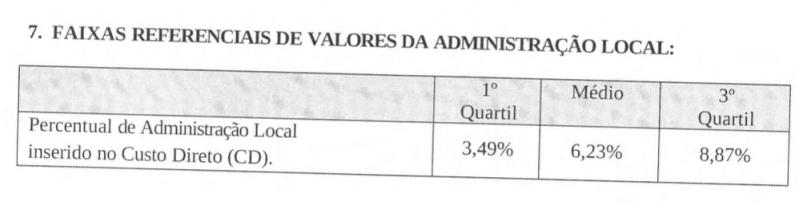 7. FAIXAS REFERENCIAIS DE VALORES DA ADMINISTRAÇÃO LOCAL:
1º Quartil
Médio
3º Quartil
Percentual de Administração Local
inserido no Custo Direto (CD).
3,49%
6,23%
8,87%